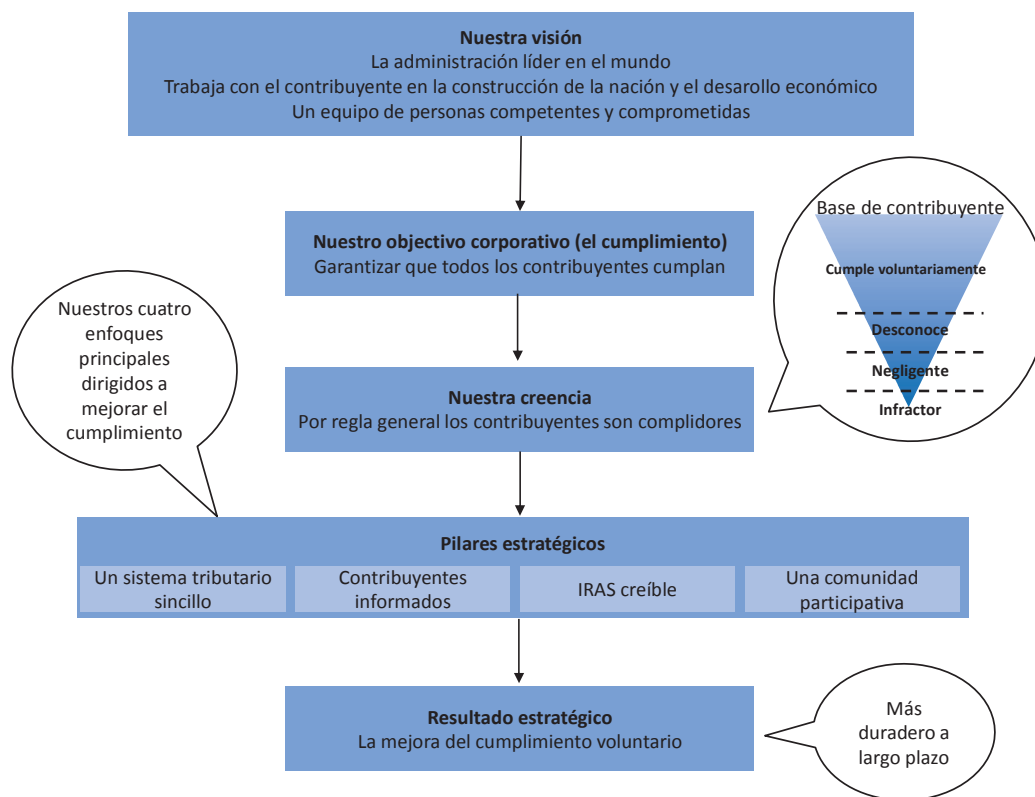 Nuestra visión
La administración líder en el mundo
Trabaja con el contribuyente en la construcción de la nación y el desarollo económico
Un equipo de personas competentes y comprometidas
Base de contribuyente
Cumple voluntariamente
Desconoce
Negligente
Infractor
Nuestro objectivo corporativo (el cumplimiento)
Garantizar que todos los contribuyentes cumplan
Nuestros cuatro
enfoques
principales
dirigidos a
mejorar el
cumplimiento
Nuestra creencia
Por regla general los contribuyentes son complidores
Pilares estratégicos
Un sistema tributario
sincillo
Contribuyentes
informados
IRAS creíble
Una comunidad
participativa
Resultado estratégico
La mejora del cumplimiento voluntario
Más
duradero a
largo plazo